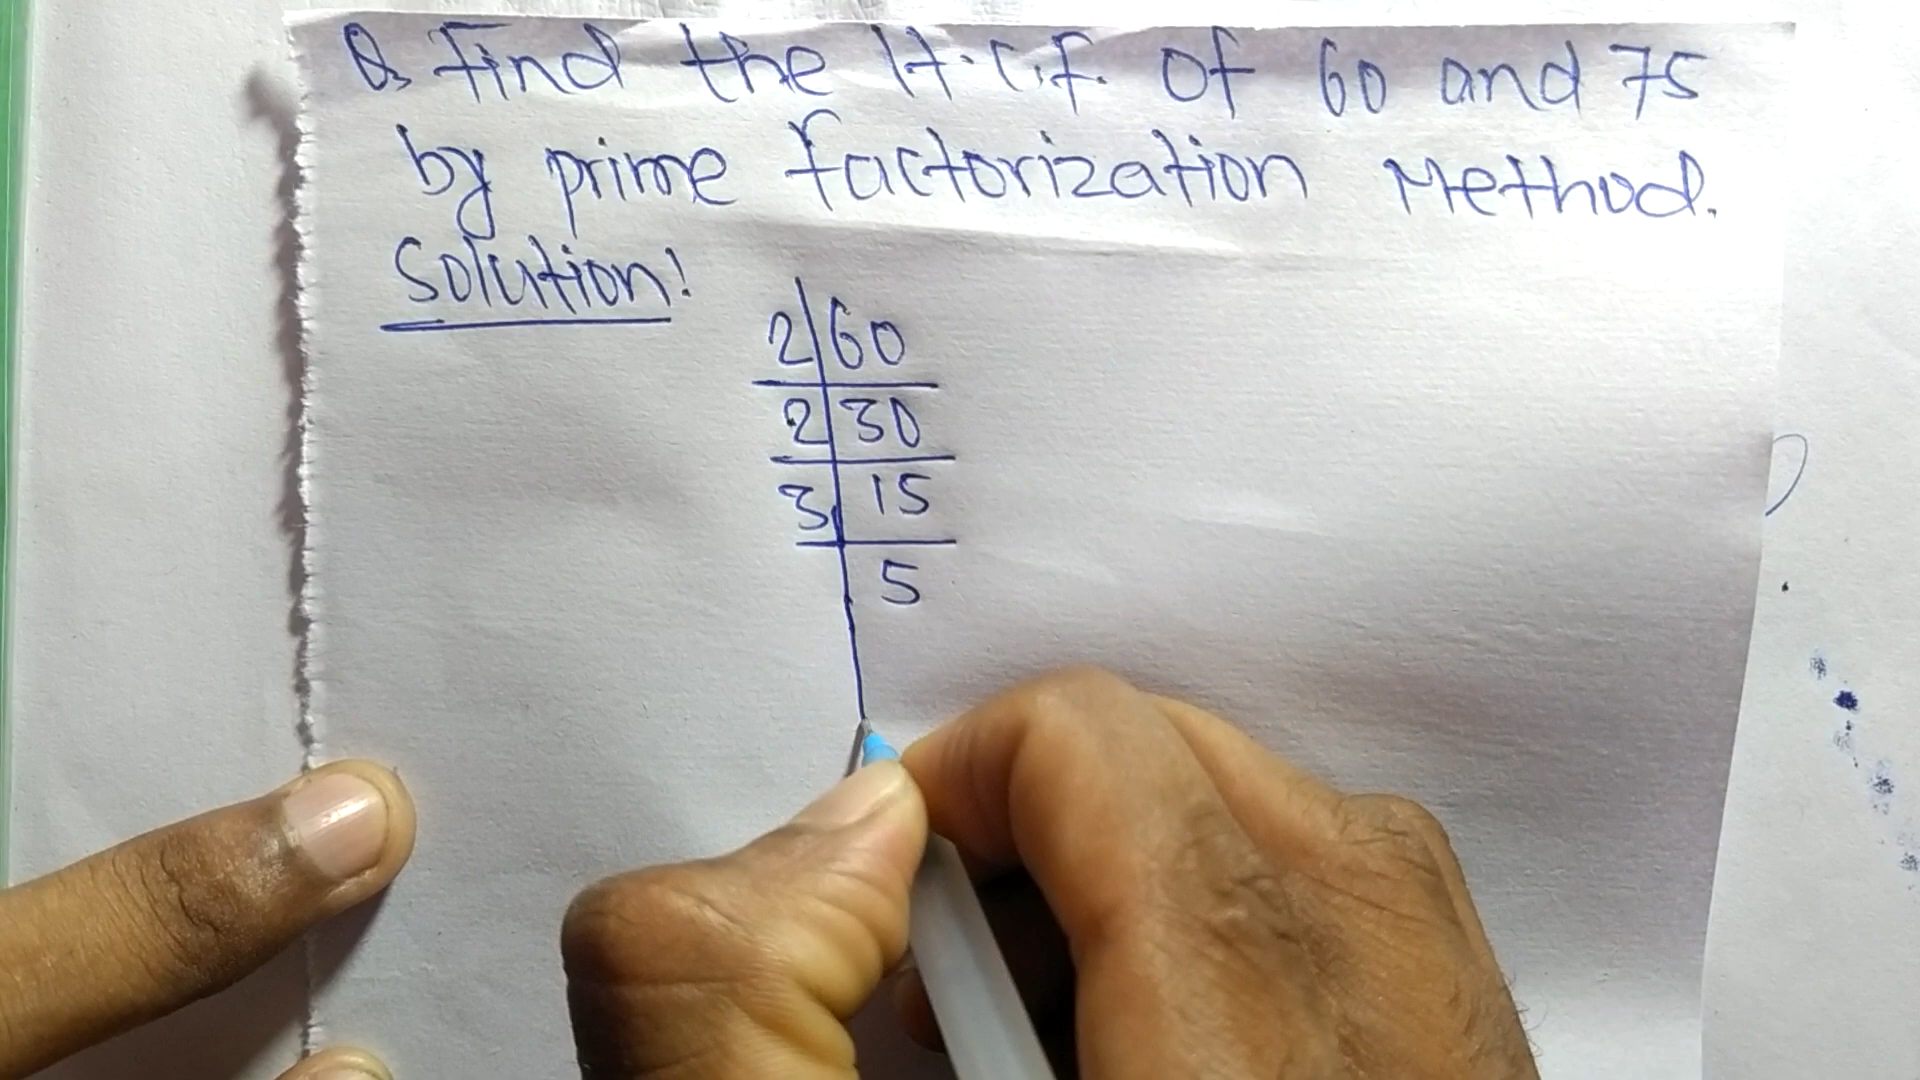 Q. Find the H.C.F. of 60 and 75
by prime factorization Method.
Solution:
2 60
2 30
3 15
5